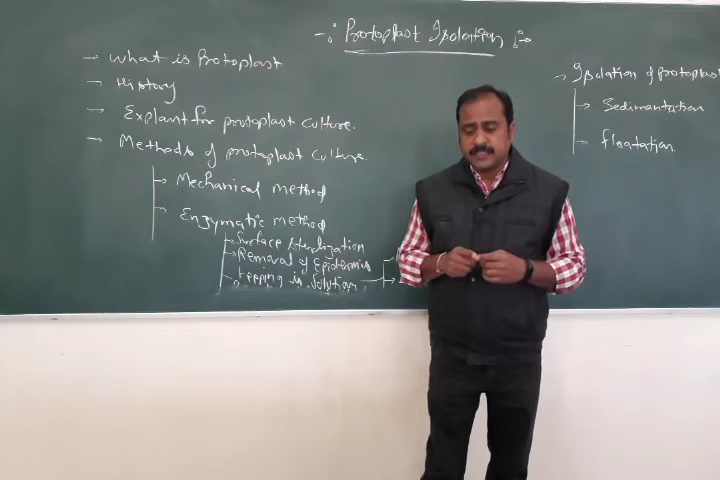 -: Protoplast Isolation :-
→ What is Protoplast
→ History
→ Explant for protoplast culture.
→ Methods of protoplast culture.
→ Mechanical method
→ Enzymatic method
→ Surface sterilization
→ Removal of Epidermis
→ Keeping in Solution
→ Isolation of protoplast
→ Sedimentation
→ floatation